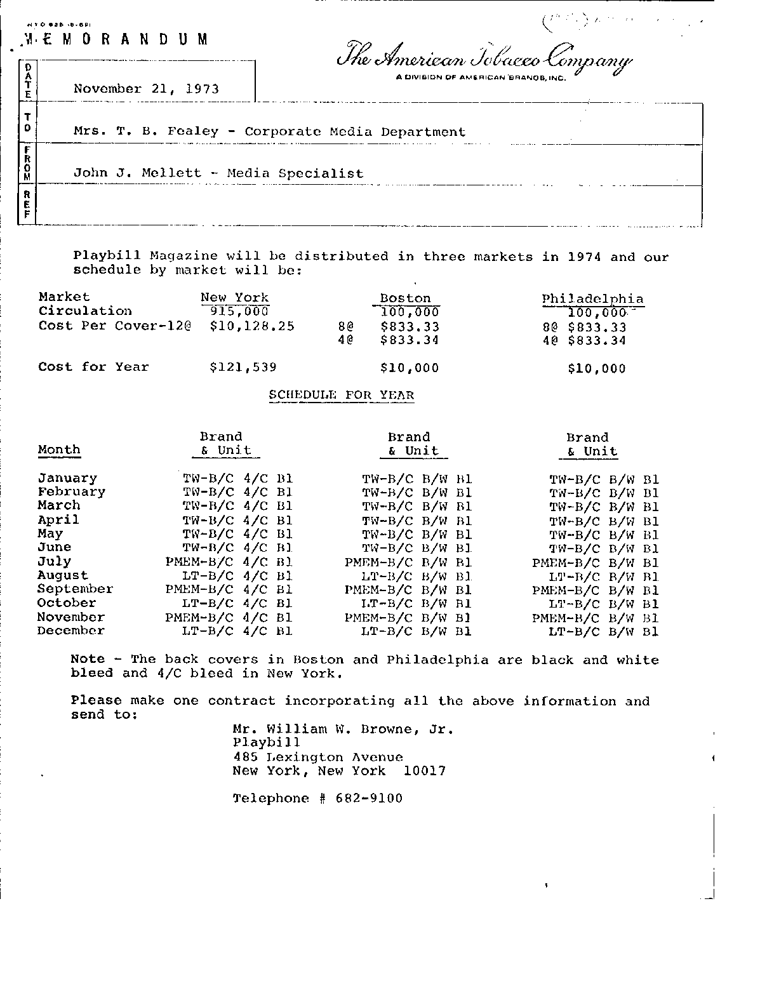 MEMORANDUM
The American Tobacco Company
A DIVISION OF AMERICAN BRANDS, INC.
DATE November 21, 1973
TO Mrs. T. B. Fealey - Corporate Media Department
FROM John J. Mellett - Media Specialist
REF
Playbill Magazine will be distributed in three markets in 1974 and our
schedule by market will be:
Market New York Boston Philadelphia
Circulation 915,000 100,000 100,000
Cost Per Cover-12@ $10,128.25 8@ $833.33 8@ $833.33
4@ $833.34 4@ $833.34
Cost for Year $121,539 $10,000 $10,000
SCHEDULE FOR YEAR
Brand Brand Brand
Month & Unit & Unit & Unit
January TW-B/C 4/C Bl TW-B/C B/W Bl TW-B/C B/W Bl
February TW-B/C 4/C Bl TW-B/C B/W Bl TW-B/C B/W Bl
March TW-B/C 4/C Bl TW-B/C B/W Bl TW-B/C B/W Bl
April TW-B/C 4/C Bl TW-B/C B/W Bl TW-B/C B/W Bl
May TW-B/C 4/C Bl TW-B/C B/W Bl TW-B/C B/W Bl
June TW-B/C 4/C Bl TW-B/C B/W Bl TW-B/C B/W Bl
July PMEM-B/C 4/C Bl PMEM-B/C B/W Bl PMEM-B/C B/W Bl
August LT-B/C 4/C Bl LT-B/C B/W Bl LT-B/C B/W Bl
September PMEM-B/C 4/C Bl PMEM-B/C B/W Bl PMEM-B/C B/W Bl
October LT-B/C 4/C Bl LT-B/C B/W Bl LT-B/C B/W Bl
November PMEM-B/C 4/C Bl PMEM-B/C B/W Bl PMEM-B/C B/W Bl
December LT-B/C 4/C Bl LT-B/C B/W Bl LT-B/C B/W Bl
Note - The back covers in Boston and Philadelphia are black and white
bleed and 4/C bleed in New York.
Please make one contract incorporating all the above information and
send to:
Mr. William W. Browne, Jr.
Playbill
485 Lexington Avenue
New York, New York 10017
Telephone # 682-9100